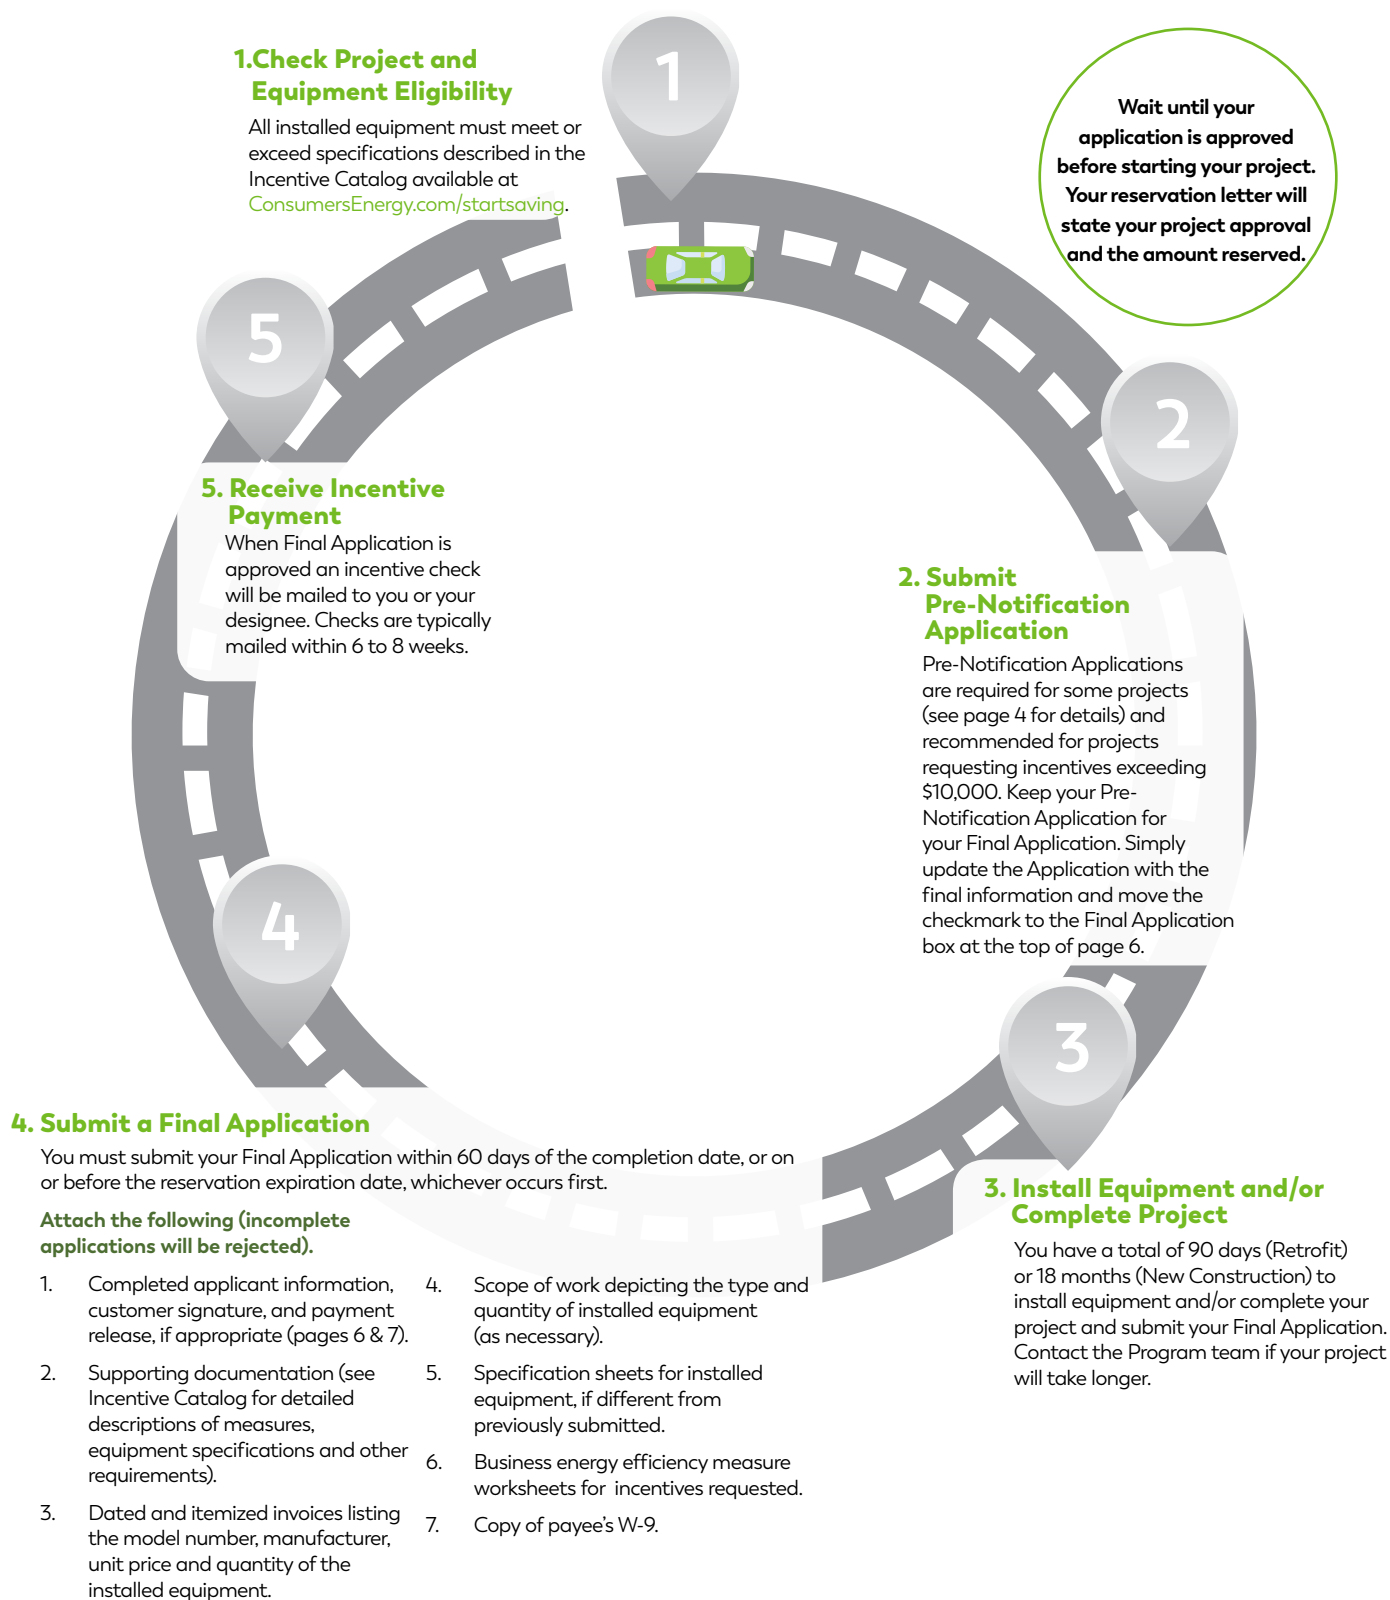 1
1.Check Project and
Equipment Eligibility
All installed equipment must meet or
exceed specifications described in the
Incentive Catalog available at
ConsumersEnergy.com/startsaving.
Wait until your
application is approved
before starting your project.
Your reservation letter will
state your project approval
and the amount reserved.
2
2. Submit
Pre-Notification
Application
Pre-Notification Applications
are required for some projects
(see page 4 for details) and
recommended for projects
requesting incentives exceeding
$10,000. Keep your Pre-
Notification Application for
your Final Application. Simply
update the Application with the
final information and move the
checkmark to the Final Application
box at the top of page 6.
3
3. Install Equipment and/or
Complete Project
You have a total of 90 days (Retrofit)
or 18 months (New Construction) to
install equipment and/or complete your
project and submit your Final Application.
Contact the Program team if your project
will take longer.
4
4. Submit a Final Application
You must submit your Final Application within 60 days of the completion date, or on
or before the reservation expiration date, whichever occurs first.
Attach the following (incomplete
applications will be rejected).
1. Completed applicant information,
customer signature, and payment
release, if appropriate (pages 6 & 7).
2. Supporting documentation (see
Incentive Catalog for detailed
descriptions of measures,
equipment specifications and other
requirements).
3. Dated and itemized invoices listing
the model number, manufacturer,
unit price and quantity of the
installed equipment.
4. Scope of work depicting the type and
quantity of installed equipment
(as necessary).
5. Specification sheets for installed
equipment, if different from
previously submitted.
6. Business energy efficiency measure
worksheets for incentives requested.
7. Copy of payee's W-9.
5
5. Receive Incentive
Payment
When Final Application is
approved an incentive check
will be mailed to you or your
designee. Checks are typically
mailed within 6 to 8 weeks.